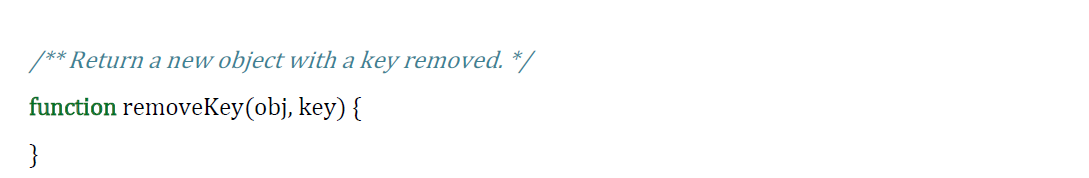 /** Return a new object with a key removed. */
function removeKey(obj, key) {
}